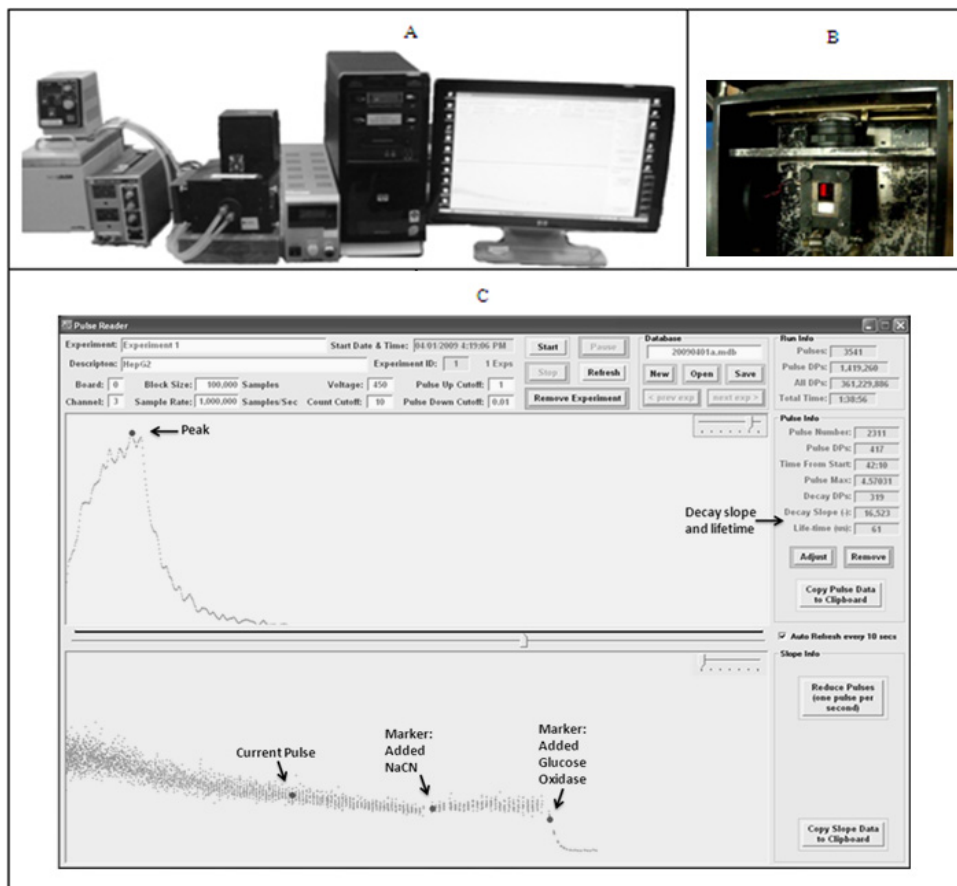 A
B
C
Pulse Reader
Experiment: Experiment 1 Start Date & Time: 04/01/2009 4:19:06 PM
Descripton: HepG2 Experiment ID: 1 1 Exps
Board: 0 Block Size: 100,000 Samples Voltage: 450 Pulse Up Cutoff: 1
Channel: 3 Sample Rate: 1,000,000 Samples/Sec Count Cutoff: 10 Pulse Down Cutoff: 0.01
Start Pause
Stop Refresh
Remove Experiment
Database
20090401a.mdb
New Open Save
< prev exp next exp >
Run Info
Pulses: 3541
Pulse DPs: 1,419,260
All DPs: 361,229,886
Total Time: 1:38:56
Peak
Pulse Info
Pulse Number: 2311
Pulse DPs: 417
Time From Start: 42:10
Pulse Max: 4.57031
Decay DPs: 319
Decay Slope (-): 16,523
Life-time (us): 61
Decay slope
and lifetime
Adjust Remove
Copy Pulse Data
to Clipboard
Auto Refresh every 10 secs
Slope Info
Reduce Pulses
(one pulse per
second)
Current Pulse
Marker:
Added
NaCN
Marker:
Added
Glucose
Oxidase
Copy Slope Data
to Clipboard